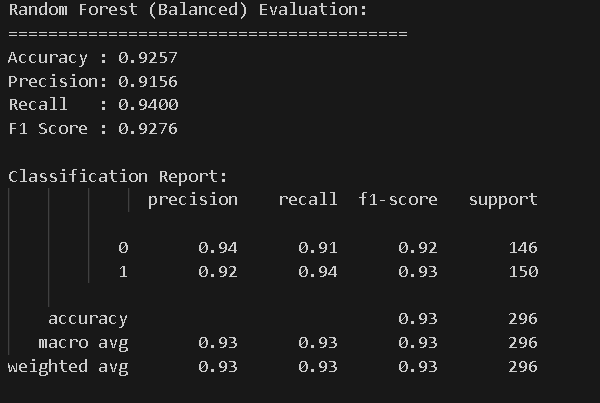 Random Forest (Balanced) Evaluation:
========================================
Accuracy : 0.9257
Precision: 0.9156
Recall   : 0.9400
F1 Score : 0.9276
Classification Report:
              precision    recall  f1-score   support
           0       0.94      0.91      0.92       146
           1       0.92      0.94      0.93       150
    accuracy                           0.93       296
   macro avg       0.93      0.93      0.93       296
weighted avg       0.93      0.93      0.93       296